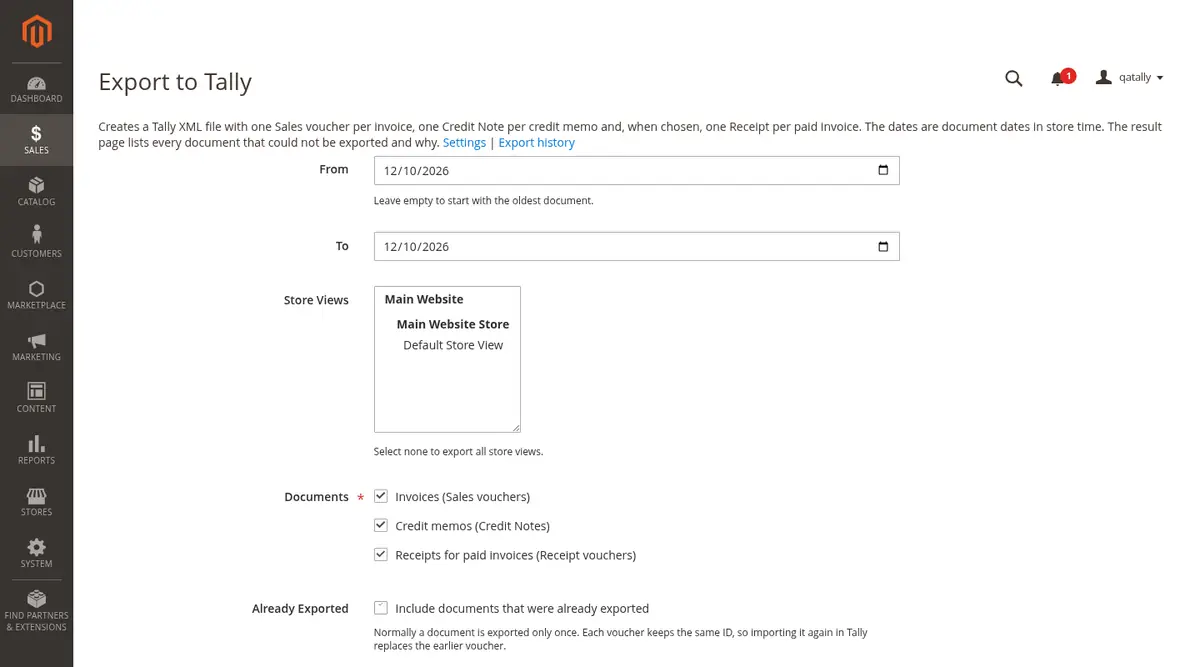 Export to Tally
1
qatally
Creates a Tally XML file with one Sales voucher per invoice, one Credit Note per credit memo and, when chosen, one Receipt per paid invoice. The dates are document dates in store time. The result
page lists every document that could not be exported and why. Settings | Export history
From
12/10/2026
Leave empty to start with the oldest document.
To
12/10/2026
Store Views
Main Website
Main Website Store
Default Store View
Select none to export all store views.
Documents *
Invoices (Sales vouchers)
Credit memos (Credit Notes)
Receipts for paid invoices (Receipt vouchers)
Already Exported
Include documents that were already exported
Normally a document is exported only once. Each voucher keeps the same ID, so importing it again in Tally
replaces the earlier voucher.
DASHBOARD
$
SALES
CATALOG
CUSTOMERS
MARKETPLACE
MARKETING
CONTENT
REPORTS
STORES
SYSTEM
FIND PARTNERS
& EXTENSIONS